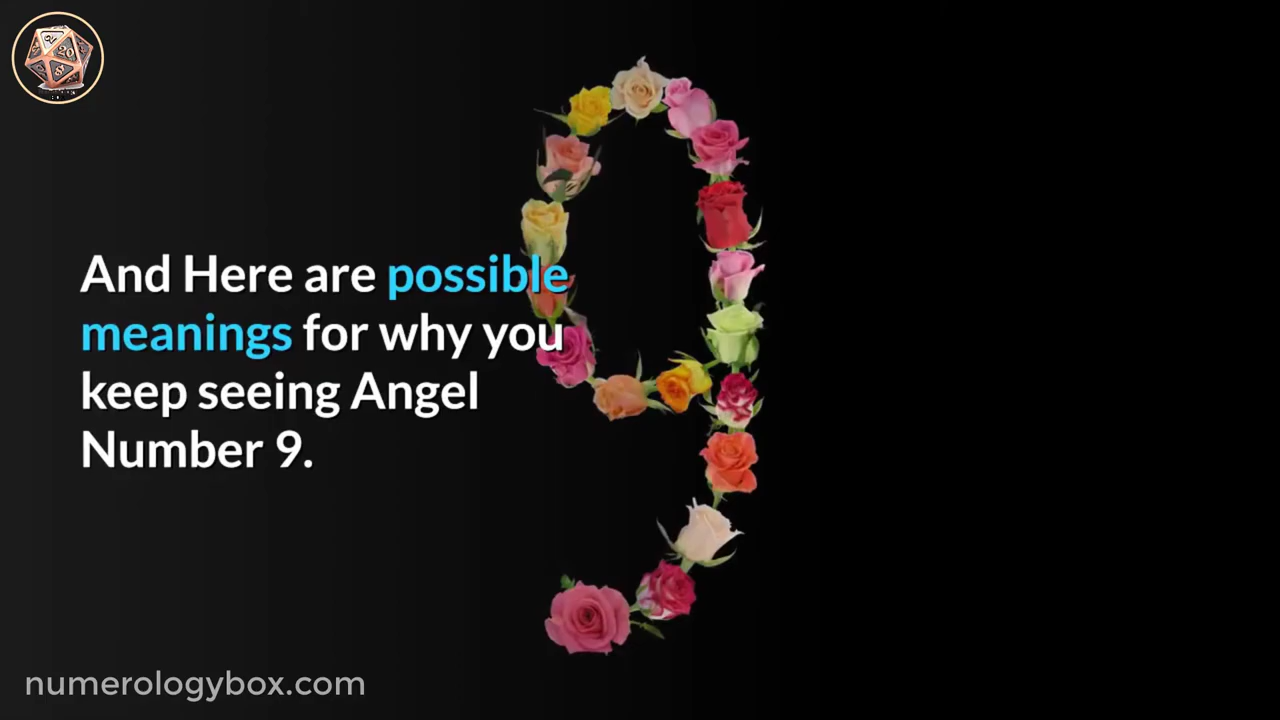 And Here are possible
meanings for why you
keep seeing Angel
Number 9.
numerologybox.com